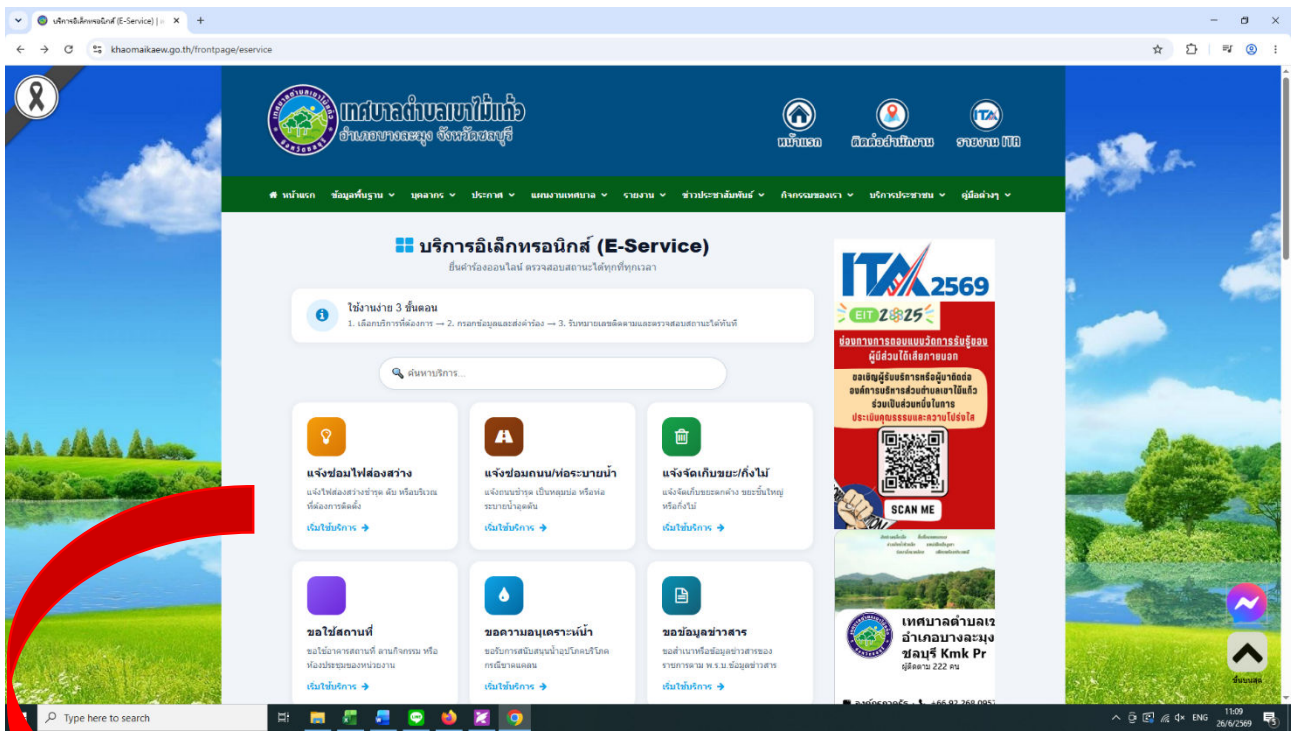 บริการอิเล็กทรอนิกส์ (E-Service) |
khaomaikaew.go.th/frontpage/eservice
เทศบาลตำบลเขาไม้แก้ว
อำเภอบางละมุง จังหวัดชลบุรี
หน้าแรก
ติดต่อสำนักงาน
รายงาน ITA
หน้าแรก ข้อมูลพื้นฐาน บุคลากร ประกาศ แผนงานเทศบาล รายงาน ข่าวประชาสัมพันธ์ กิจกรรมของเรา บริการประชาชน คู่มือต่างๆ
บริการอิเล็กทรอนิกส์ (E-Service)
ยื่นคำร้องออนไลน์ ตรวจสอบสถานะได้ทุกที่ทุกเวลา
ใช้งานง่าย 3 ขั้นตอน
1. เลือกบริการที่ต้องการ → 2. กรอกข้อมูลและส่งคำร้อง → 3. รับหมายเลขติดตามและตรวจสอบสถานะได้ทันที
ค้นหาบริการ...
แจ้งซ่อมไฟส่องสว่าง
แจ้งไฟส่องสว่างชำรุด ดับ หรือบริเวณ
ที่ต้องการติดตั้ง
เริ่มใช้บริการ →
แจ้งซ่อมถนน/ท่อระบายน้ำ
แจ้งถนนชำรุด เป็นหลุมบ่อ หรือท่อ
ระบายน้ำอุดตัน
เริ่มใช้บริการ →
แจ้งจัดเก็บขยะ/กิ่งไม้
แจ้งจัดเก็บขยะตกค้าง ขยะชิ้นใหญ่
หรือกิ่งไม้
เริ่มใช้บริการ →
ขอใช้สถานที่
ขอใช้อาคารสถานที่ ลานกิจกรรม หรือ
ห้องประชุมของหน่วยงาน
เริ่มใช้บริการ →
ขอความอนุเคราะห์น้ำ
ขอรับการสนับสนุนน้ำอุปโภคบริโภค
กรณีขาดแคลน
เริ่มใช้บริการ →
ขอข้อมูลข่าวสาร
ขอสำเนาหรือข้อมูลข่าวสารของ
ราชการตาม พ.ร.บ.ข้อมูลข่าวสาร
เริ่มใช้บริการ →
ITA 2569
EIT 2025
ช่องทางการตอบแบบวัดการรับรู้ของ
ผู้มีส่วนได้เสียภายนอก
ขอเชิญผู้รับบริการหรือผู้มาติดต่อ
องค์การบริหารส่วนตำบลเขาไม้แก้ว
ร่วมเป็นส่วนหนึ่งในการ
ประเมินคุณธรรมและความโปร่งใส
SCAN ME
เทศบาลตำบลเข
อำเภอบางละมุง
ชลบุรี Kmk Pr
ผู้ติดตาม 222 คน
ขึ้นบนสุด
Type here to search
ENG
11:09
26/6/2569